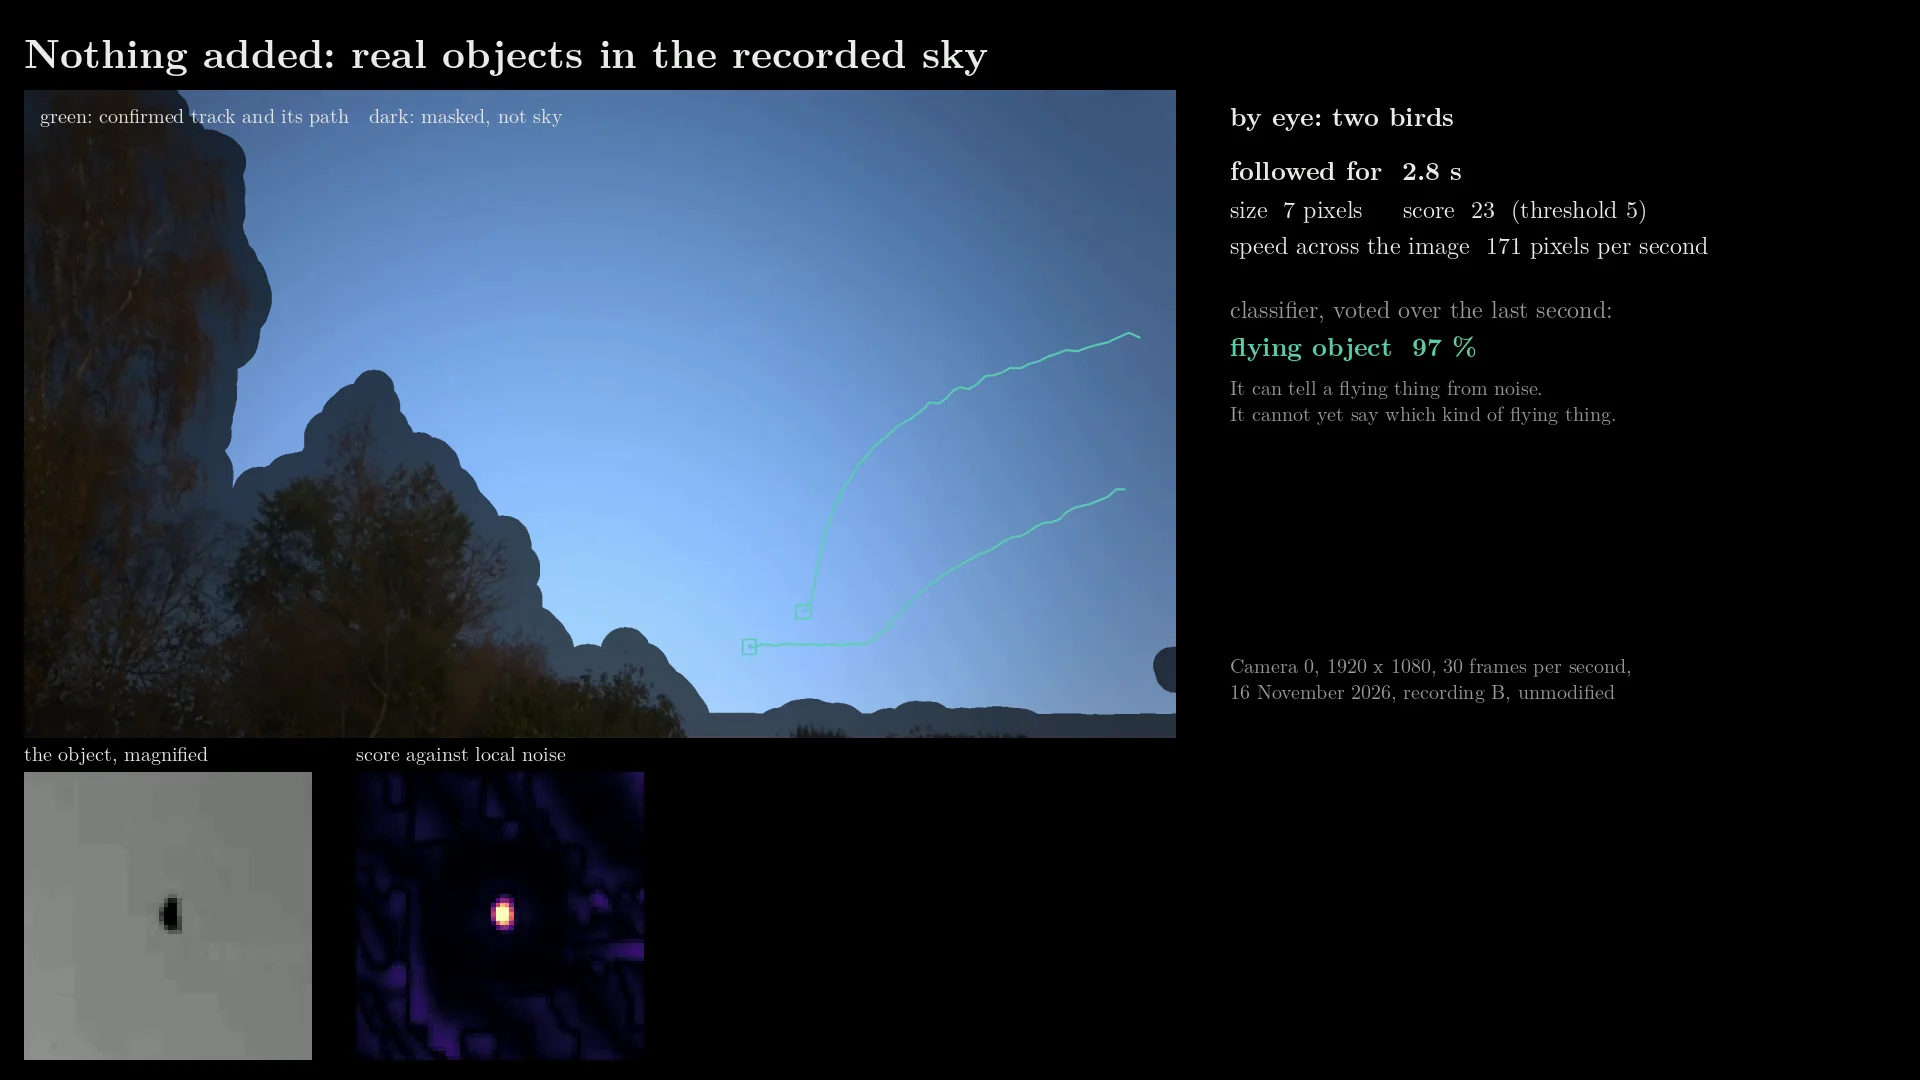 Nothing added: real objects in the recorded sky
green: confirmed track and its path dark: masked, not sky
by eye: two birds
followed for 2.8 s
size 7 pixels score 23 (threshold 5)
speed across the image 171 pixels per second
classifier, voted over the last second:
flying object 97 %
It can tell a flying thing from noise.
It cannot yet say which kind of flying thing.
Camera 0, 1920 x 1080, 30 frames per second,
16 November 2026, recording B, unmodified
the object, magnified
score against local noise